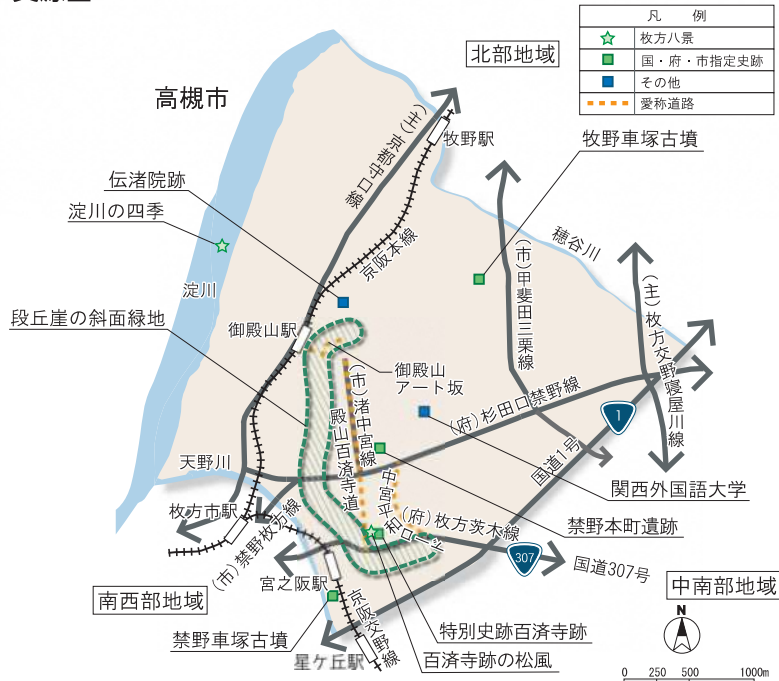 凡 例
枚方八景
国・府・市指定史跡
その他
愛称道路
北部地域
高槻市
牧野駅
(主)京都守口線
牧野車塚古墳
伝渚院跡
淀川の四季
穂谷川
京阪本線
(市)甲斐田三栗線
(主)枚方交野寝屋川線
淀川
段丘崖の斜面緑地
御殿山駅
御殿山
アート坂
(市)渚中宮線
殿山百済寺道
(府)杉田口禁野線
1
国道1号
天野川
関西外国語大学
中宮平和ロード
枚方市駅
(市)禁野枚方線
(府)枚方茨木線
禁野本町遺跡
307
国道307号
宮之阪駅
南西部地域
中南部地域
京阪交野線
禁野車塚古墳
特別史跡百済寺跡
百済寺跡の松風
星ケ丘駅
N
0 250 500 1000m